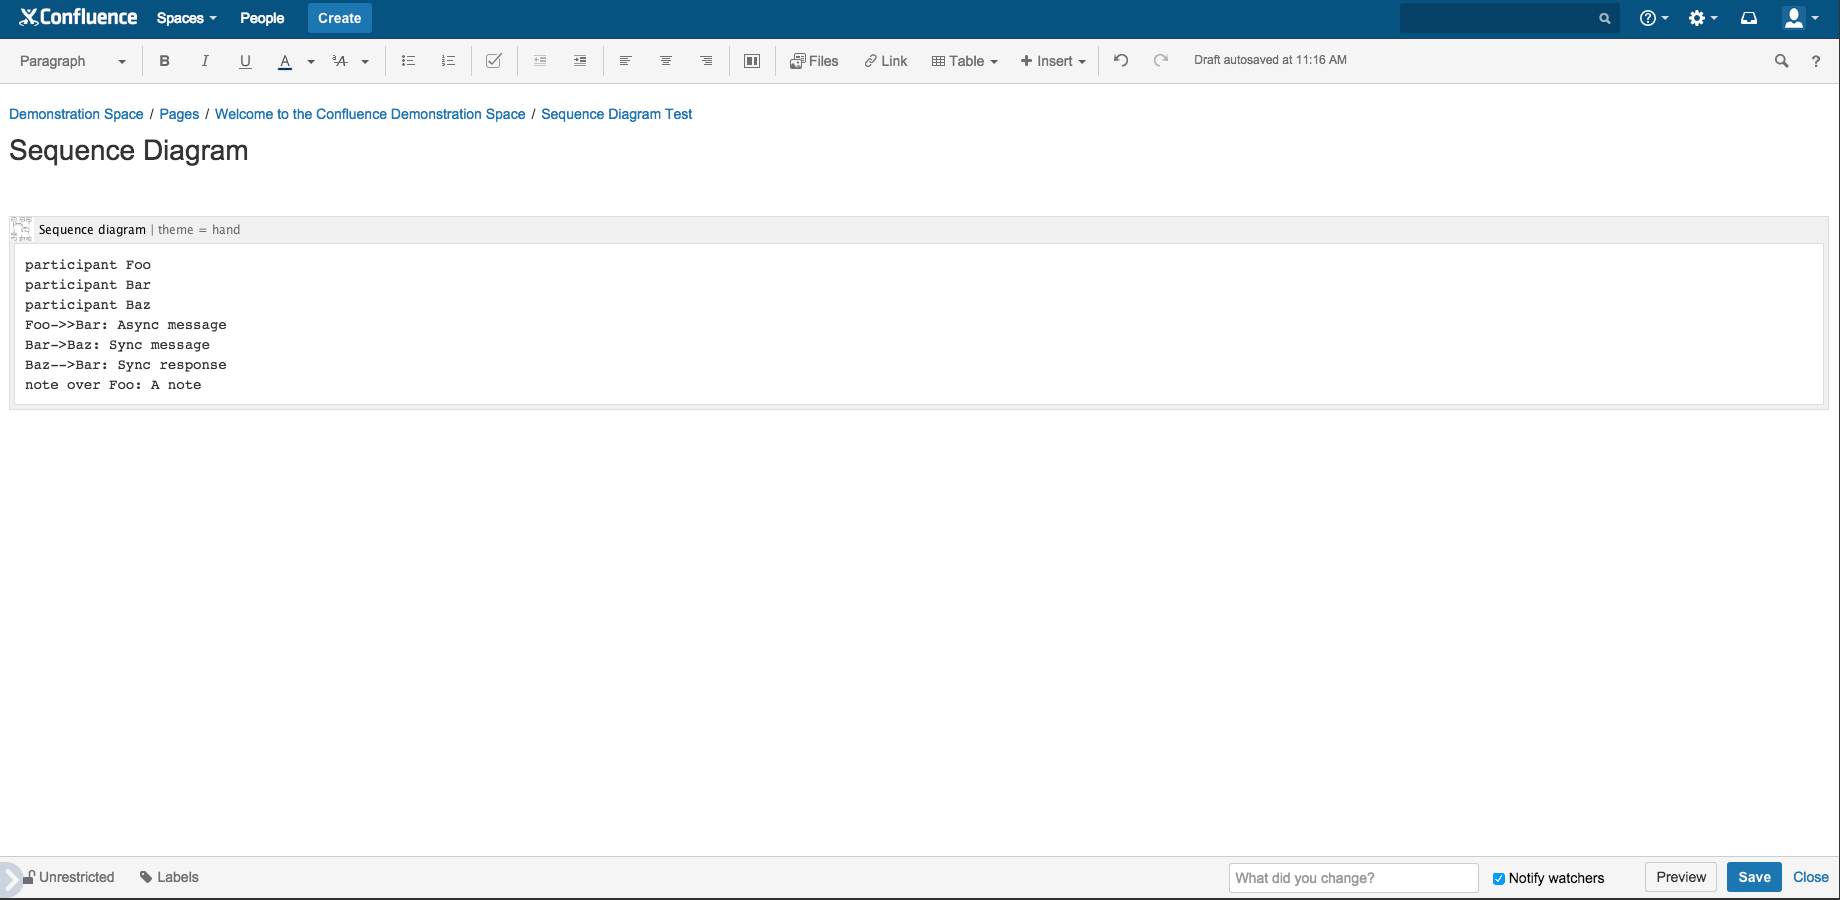 Confluence Spaces People Create
Paragraph B I U A A Files Link Table Insert Draft autosaved at 11:16 AM ?
Demonstration Space / Pages / Welcome to the Confluence Demonstration Space / Sequence Diagram Test
Sequence Diagram
Sequence diagram | theme = hand
participant Foo
participant Bar
participant Baz
Foo->>Bar: Async message
Bar->Baz: Sync message
Baz-->Bar: Sync response
note over Foo: A note
Unrestricted Labels What did you change? Notify watchers Preview Save Close